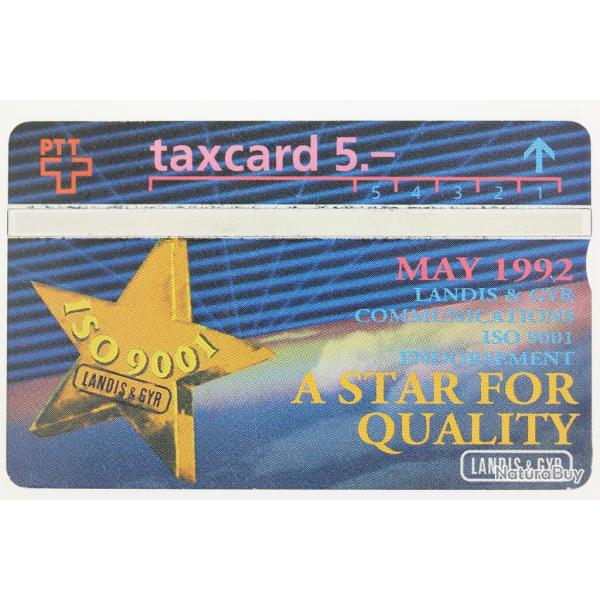 PTT
taxcard 5.–
5 4 3 2 1
MAY 1992
LANDIS & GYR
COMMUNICATIONS
ISO 9001
ENDORSEMENT
A STAR FOR
QUALITY
ISO 9001
LANDIS & GYR
LANDIS & GYR
NaturaBuy